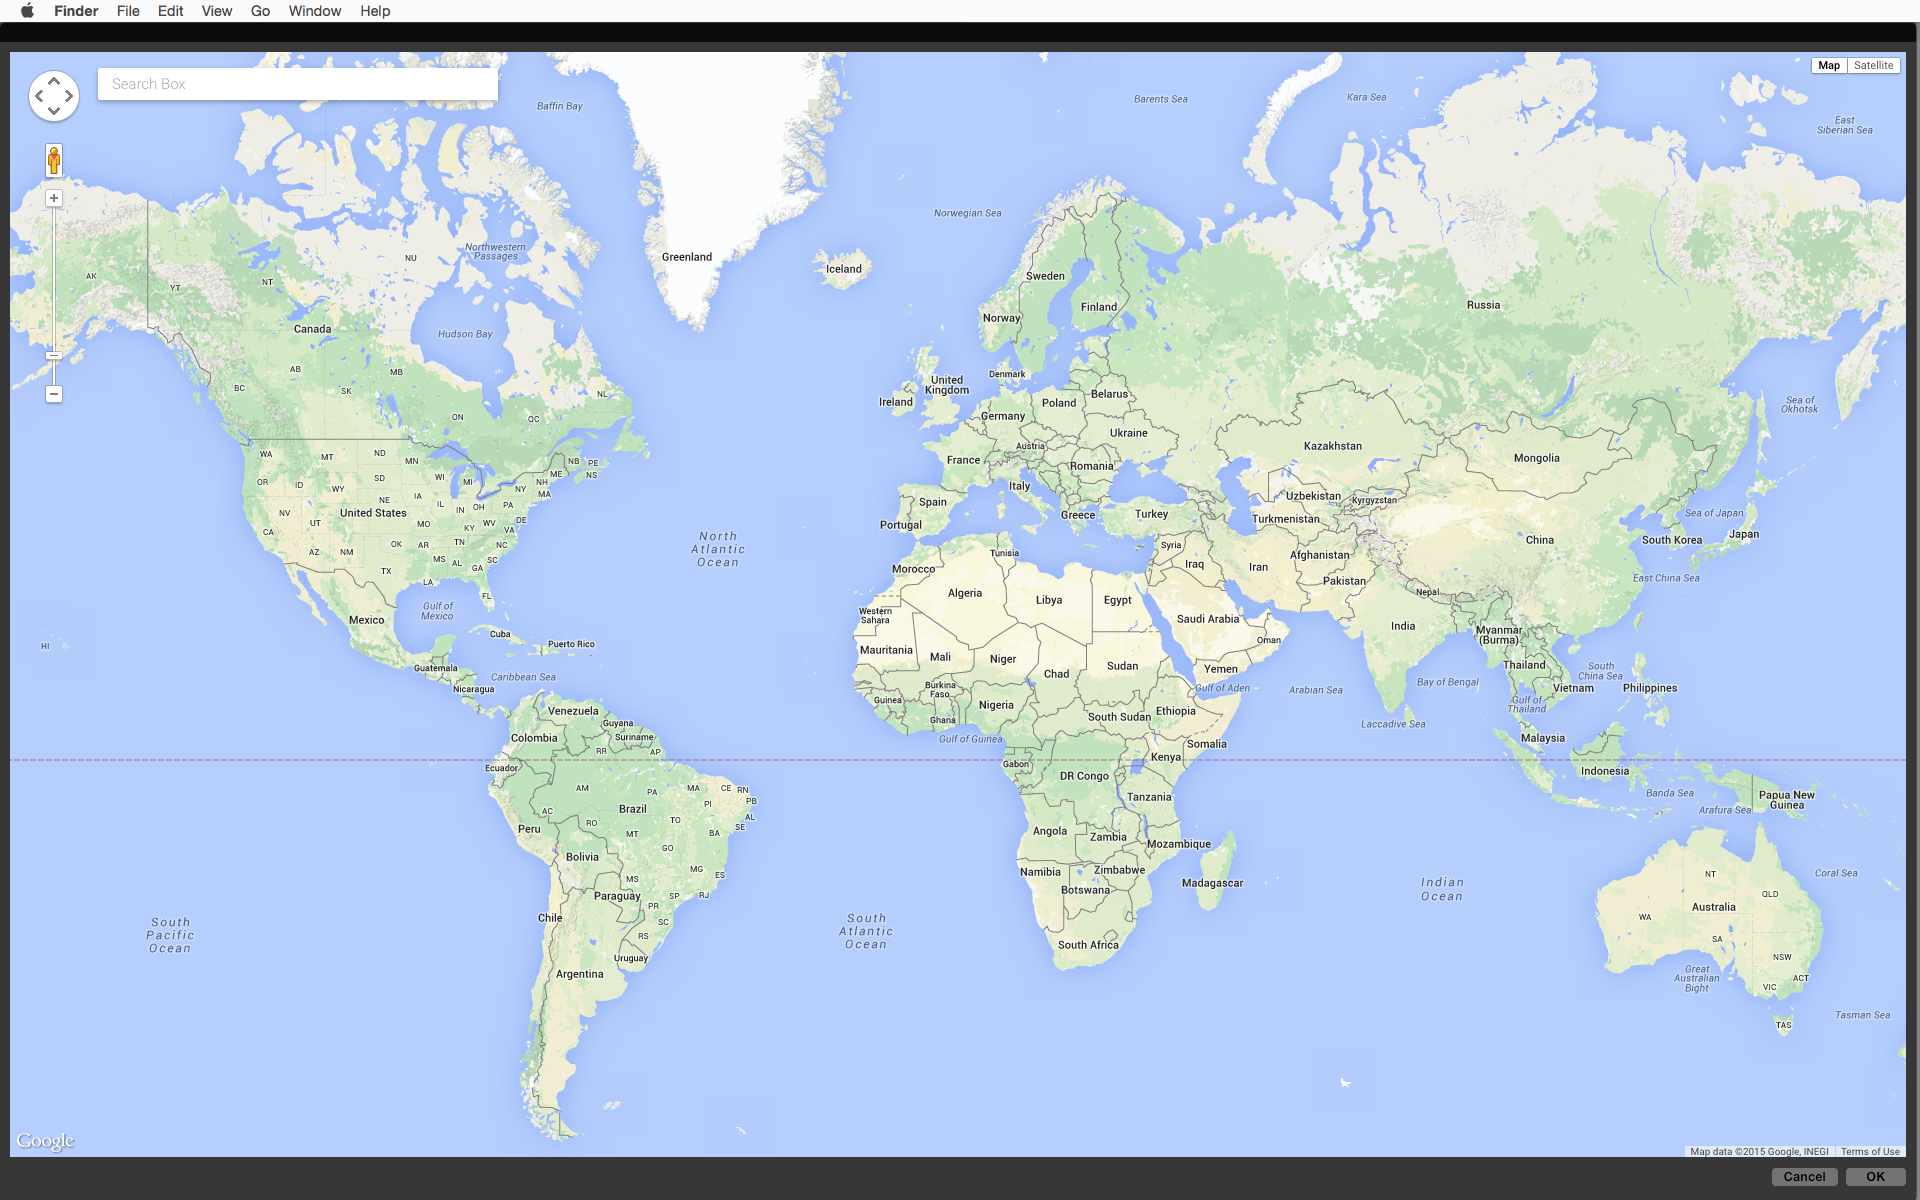 Finder File Edit View Go Window Help
Search Box
Map Satellite
Baffin Bay
Barents Sea
Kara Sea
East
Siberian Sea
Norwegian Sea
Northwestern
Passages
NU
Greenland
Iceland
Sweden
Finland
Norway
Russia
AK
YT
NT
Canada
Hudson Bay
AB
MB
BC
SK
ON
QC
NL
Denmark
United
Kingdom
Ireland
Belarus
Poland
Germany
Ukraine
Austria
France
Romania
Italy
Spain
Portugal
Greece
Turkey
Kazakhstan
Mongolia
Sea of
Okhotsk
Uzbekistan
Kyrgyzstan
Turkmenistan
Sea of Japan
Japan
South Korea
China
East China Sea
WA
MT
ND
MN
NB
PE
NS
ME
OR
ID
WY
SD
WI
MI
NY
NH
MA
NV
UT
NE
IA
IL
IN
OH
PA
United States
CA
MO
KY
WV
VA
DE
AZ
NM
OK
AR
TN
NC
TX
MS
AL
GA
SC
LA
FL
Gulf of
Mexico
Mexico
Cuba
Puerto Rico
HI
Guatemala
Caribbean Sea
Nicaragua
North
Atlantic
Ocean
Tunisia
Morocco
Algeria
Libya
Egypt
Western
Sahara
Syria
Iraq
Iran
Afghanistan
Pakistan
Nepal
India
Saudi Arabia
Oman
Yemen
Gulf of Aden
Arabian Sea
Mauritania
Mali
Niger
Chad
Sudan
Burkina
Faso
Guinea
Nigeria
Ghana
Gulf of Guinea
South Sudan
Ethiopia
Somalia
Kenya
Gabon
DR Congo
Tanzania
Angola
Zambia
Mozambique
Namibia
Zimbabwe
Botswana
Madagascar
South Africa
Myanmar
(Burma)
Thailand
Bay of Bengal
South
China Sea
Vietnam
Philippines
Gulf of
Thailand
Laccadive Sea
Malaysia
Indonesia
Banda Sea
Arafura Sea
Papua New
Guinea
Venezuela
Guyana
Suriname
Colombia
RR
AP
Ecuador
AM
PA
MA
CE
RN
PB
PI
AL
SE
AC
Brazil
TO
RO
MT
BA
Peru
GO
Bolivia
MG
ES
MS
Paraguay
SP
RJ
PR
SC
Chile
RS
Uruguay
Argentina
South
Pacific
Ocean
South
Atlantic
Ocean
Indian
Ocean
Coral Sea
NT
QLD
Australia
WA
SA
NSW
ACT
VIC
Great
Australian
Bight
TAS
Tasman Sea
Google
Map data ©2015 Google, INEGI Terms of Use
Cancel OK